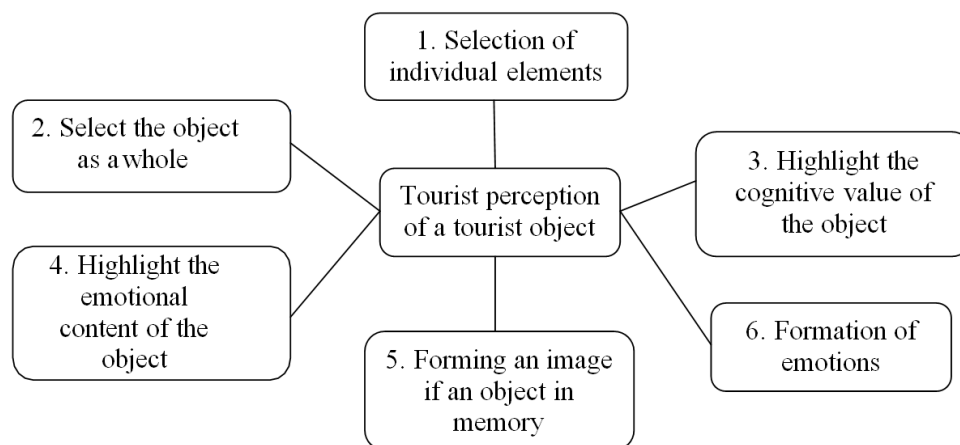 1. Selection of
individual elements
2. Select the object
as a whole
Tourist perception
of a tourist object
3. Highlight the
cognitive value of
the object
4. Highlight the
emotional
content of the
object
5. Forming an image
if an object in
memory
6. Formation of
emotions